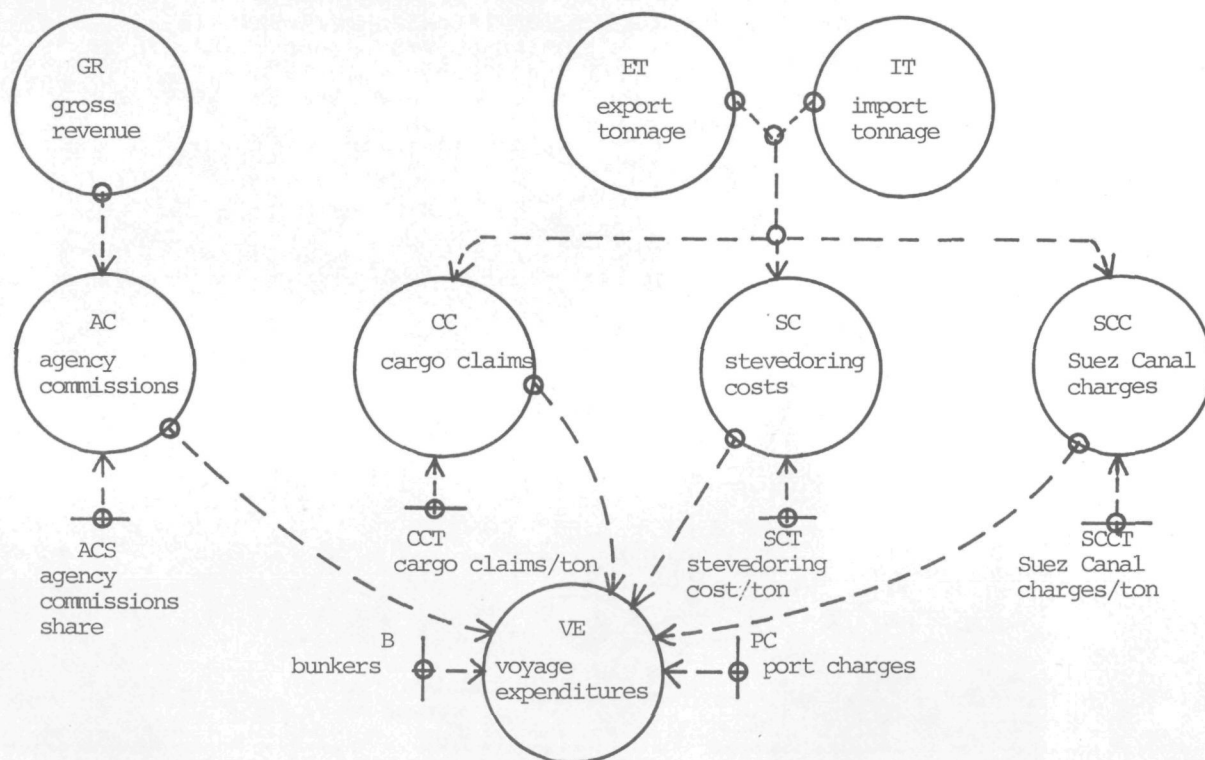 GR
gross
revenue
ET
export
tonnage
IT
import
tonnage
AC
agency
commissions
CC
cargo claims
SC
stevedoring
costs
SCC
Suez Canal
charges
ACS
agency
commissions
share
CCT
cargo claims/ton
SCT
stevedoring
cost/ton
SCCT
Suez Canal
charges/ton
B
bunkers
VE
voyage
expenditures
PC
port charges